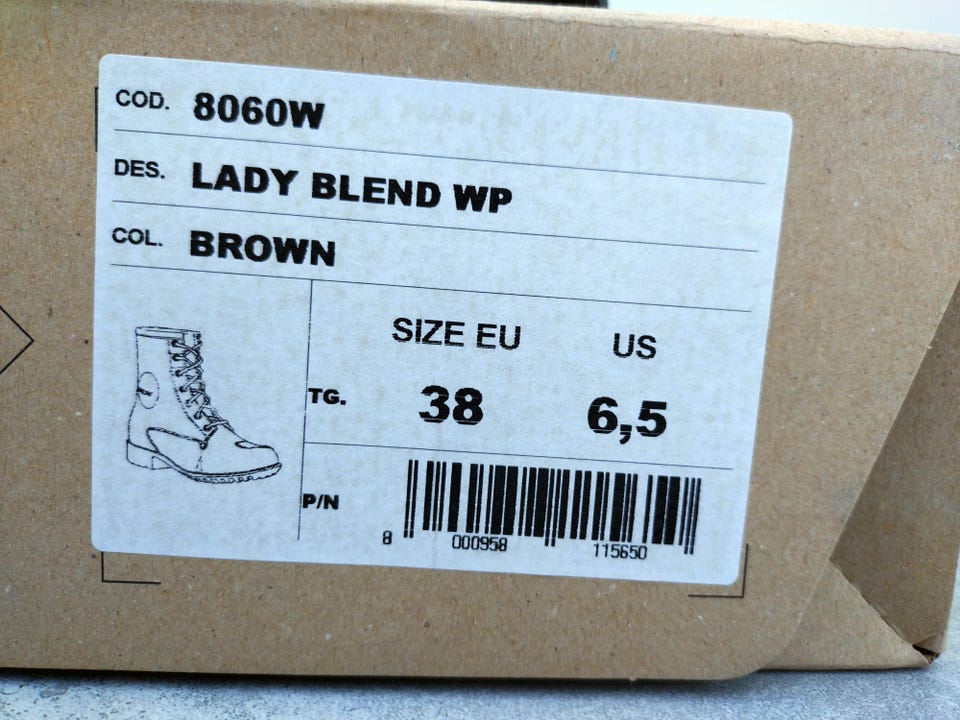 COD. 8060W
DES. LADY BLEND WP
COL. BROWN
SIZE EU US
TG. 38 6,5
P/N
8 000958 115650